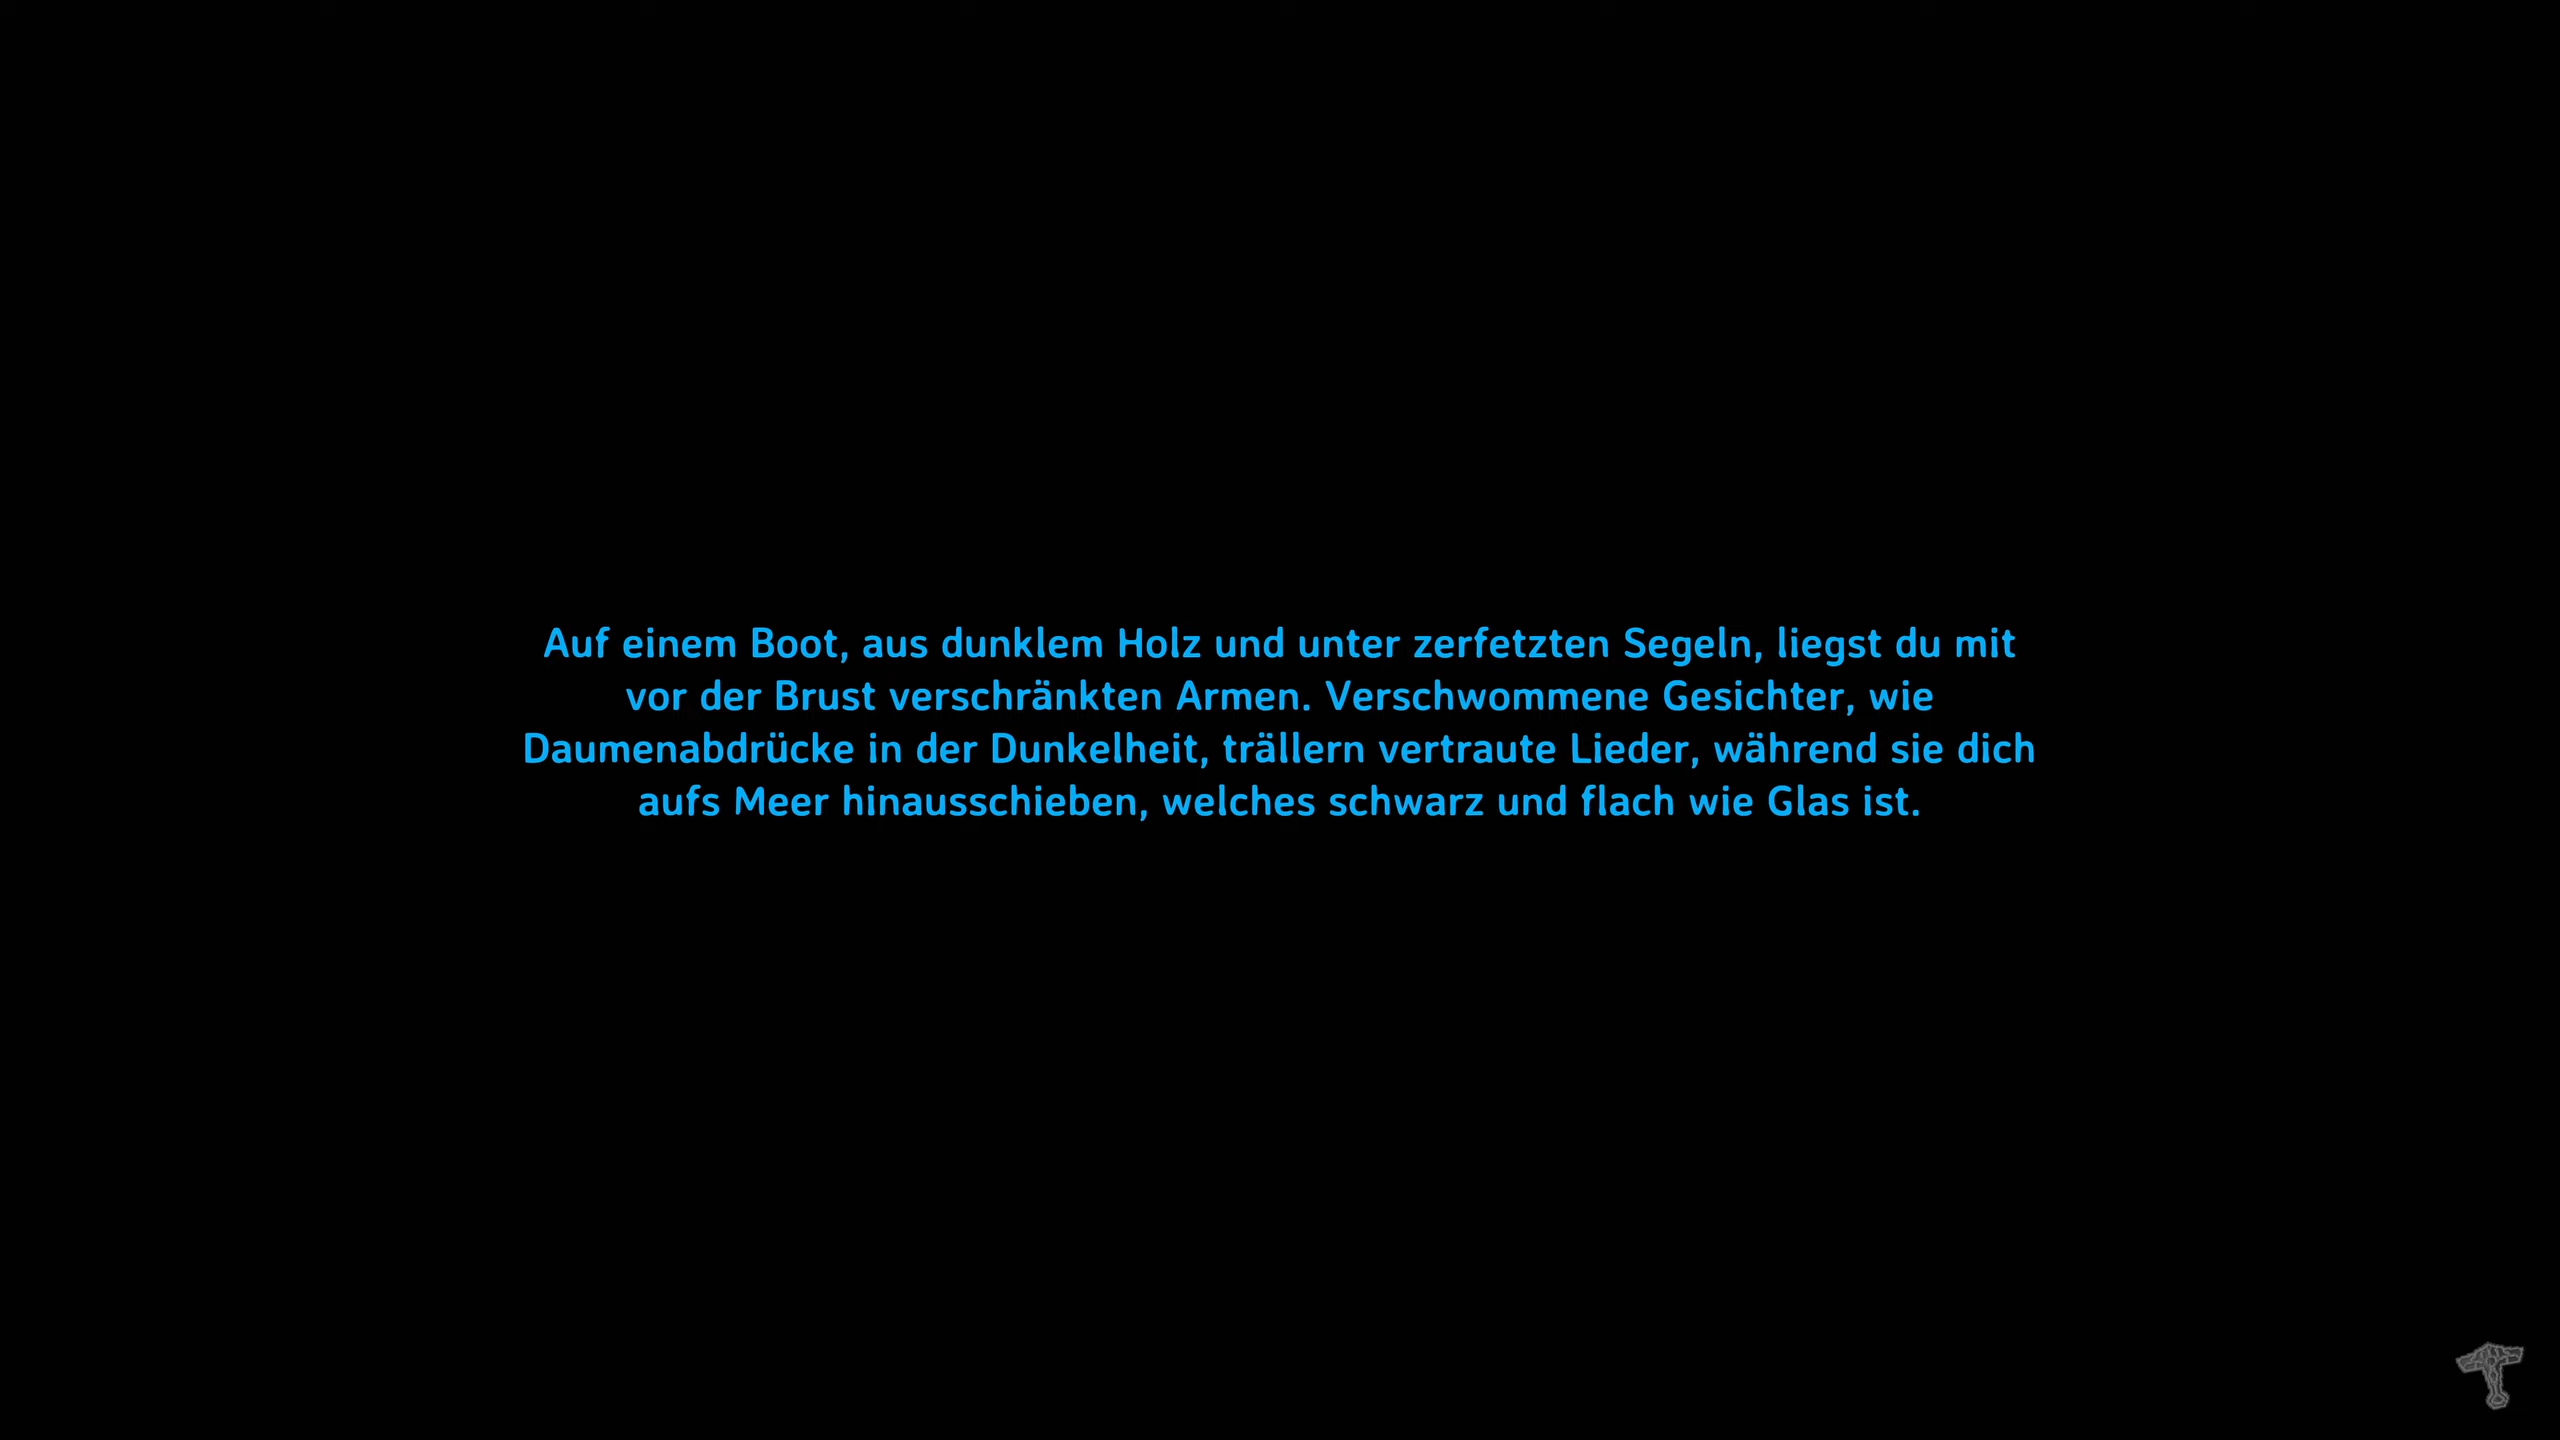 Auf einem Boot, aus dunklem Holz und unter zerfetzten Segeln, liegst du mit
vor der Brust verschränkten Armen. Verschwommene Gesichter, wie
Daumenabdrücke in der Dunkelheit, trällern vertraute Lieder, während sie dich
aufs Meer hinausschieben, welches schwarz und flach wie Glas ist.